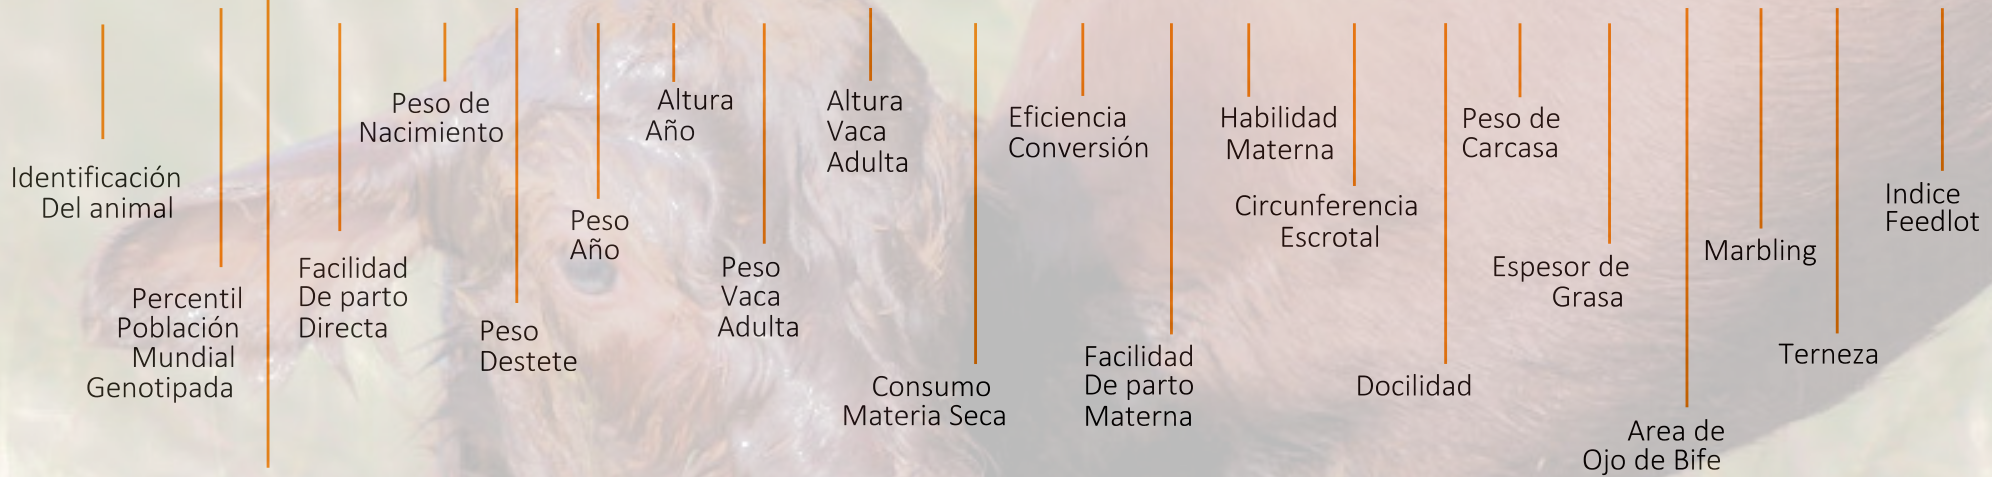 Identificación
Del animal
Percentil
Población
Mundial
Genotipada
Facilidad
De parto
Directa
Peso de
Nacimiento
Peso
Destete
Peso
Año
Altura
Año
Peso
Vaca
Adulta
Altura
Vaca
Adulta
Consumo
Materia Seca
Eficiencia
Conversión
Facilidad
De parto
Materna
Habilidad
Materna
Circunferencia
Escrotal
Docilidad
Peso de
Carcasa
Espesor de
Grasa
Area de
Ojo de Bife
Marbling
Terneza
Indice
Feedlot